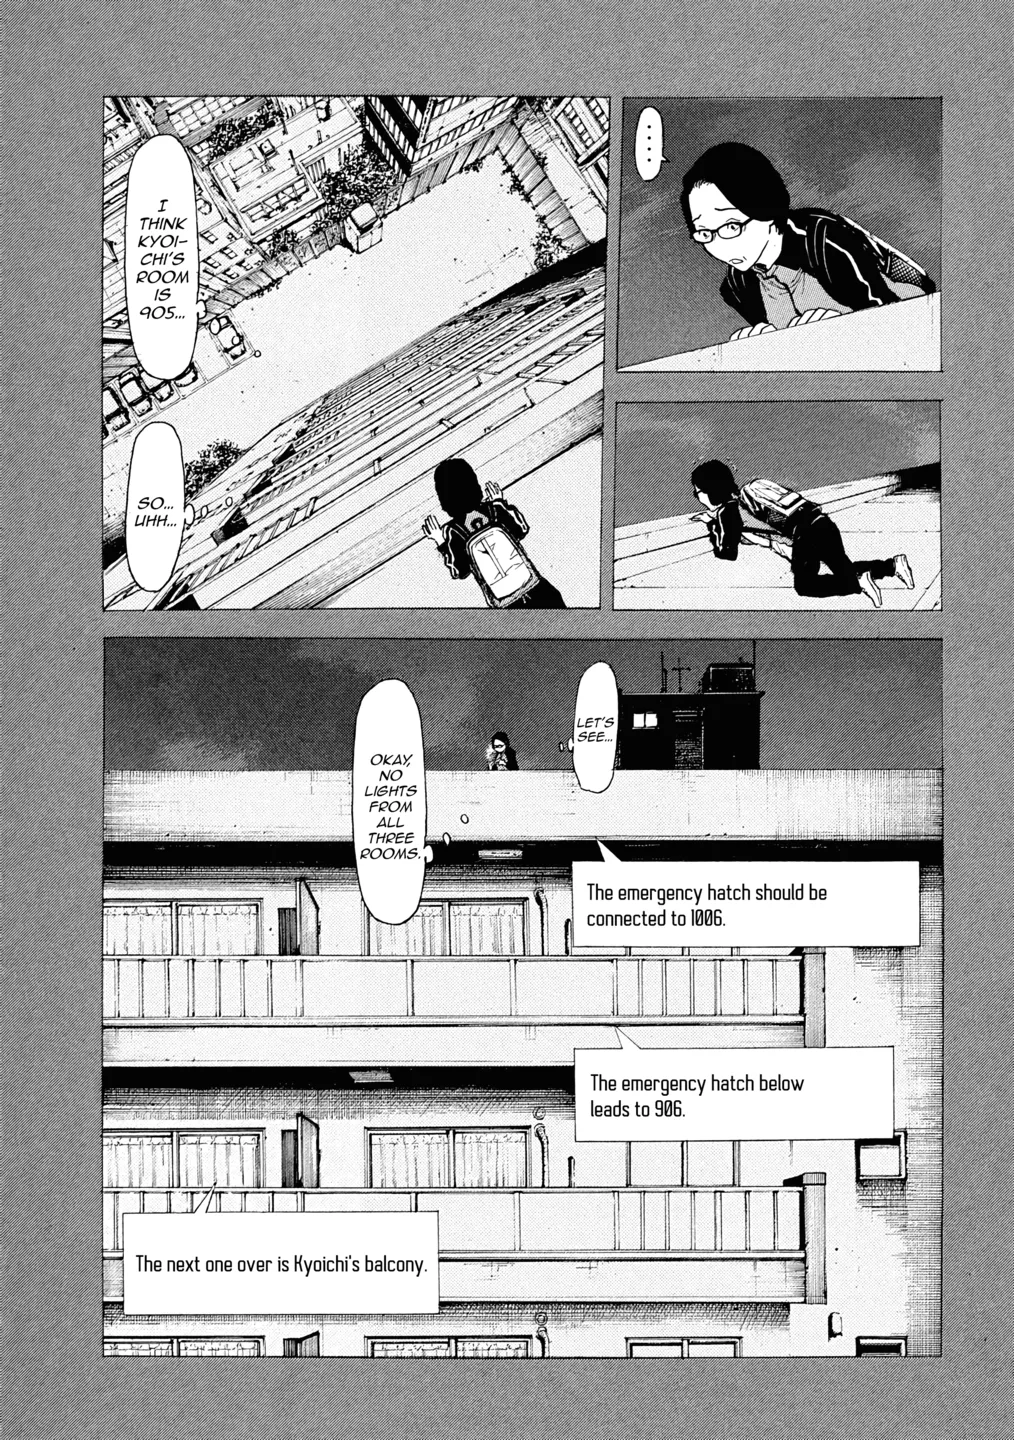 ....
I
THINK
KYOI-
CHI'S
ROOM
IS
905...
SO...
UHH...
LET'S
SEE...
OKAY,
NO
LIGHTS
FROM
ALL
THREE
ROOMS.
The emergency hatch should be
connected to 1006.
The emergency hatch below
leads to 906.
The next one over is Kyoichi's balcony.